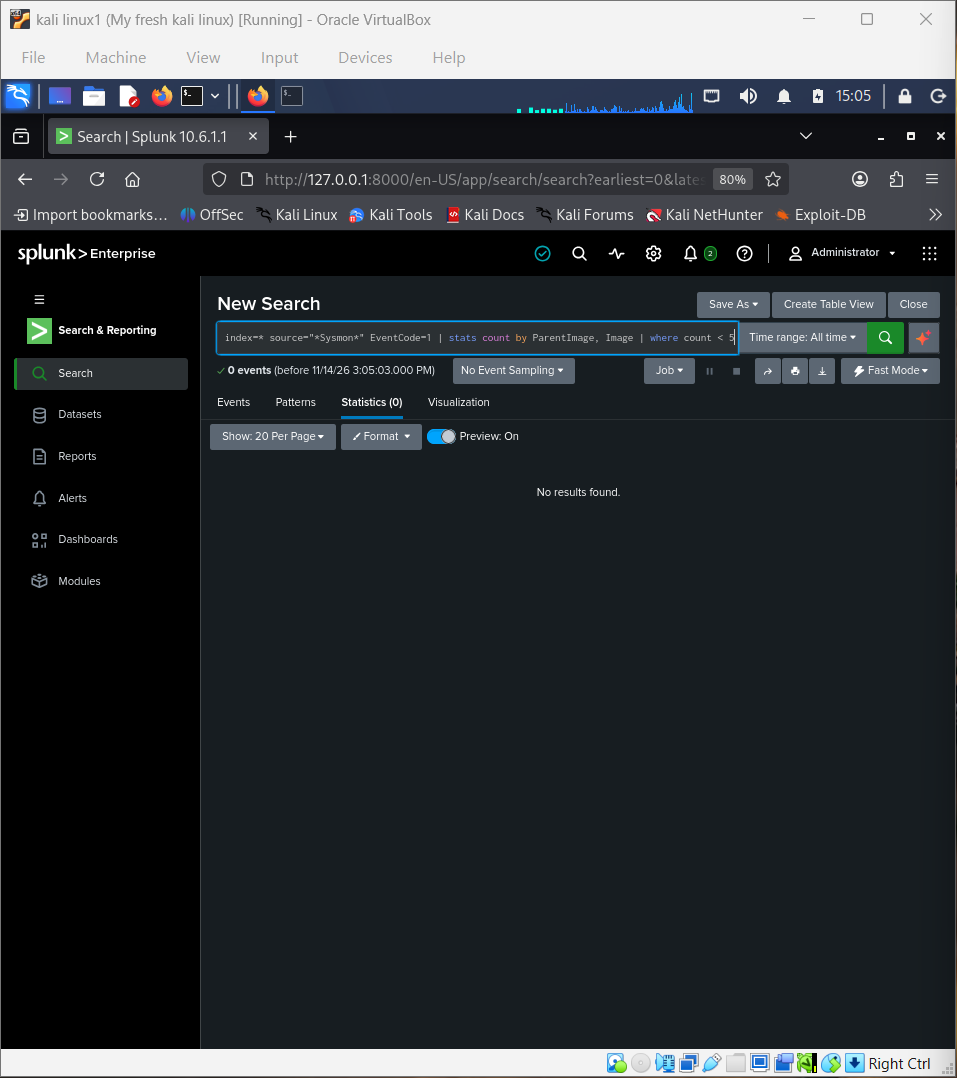 kali linux1 (My fresh kali linux) [Running] - Oracle VirtualBox
File Machine View Input Devices Help
15:05
Search | Splunk 10.6.1.1
http://127.0.0.1:8000/en-US/app/search/search?earliest=0&late 80%
Import bookmarks… OffSec Kali Linux Kali Tools Kali Docs Kali Forums Kali NetHunter Exploit-DB
splunk> Enterprise 2 Administrator
New Search Save As Create Table View Close
Search & Reporting
index=* source="*Sysmon*" EventCode=1 | stats count by ParentImage, Image | where count < 5 Time range: All time
Search
0 events (before 11/14/26 3:05:03.000 PM) No Event Sampling Job Fast Mode
Events Patterns Statistics (0) Visualization
Datasets
Show: 20 Per Page Format Preview: On
Reports
No results found.
Alerts
Dashboards
Modules
Right Ctrl